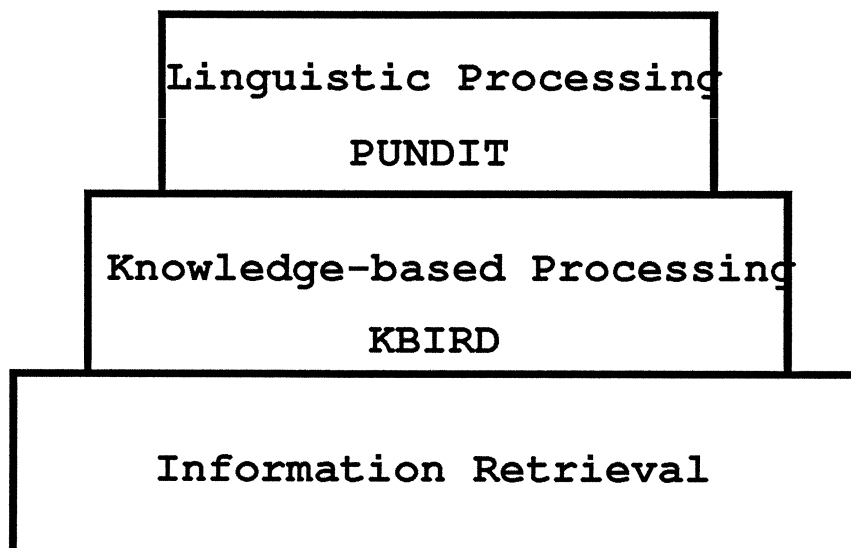 Linguistic Processing
PUNDIT
Knowledge-based Processing
KBIRD
Information Retrieval